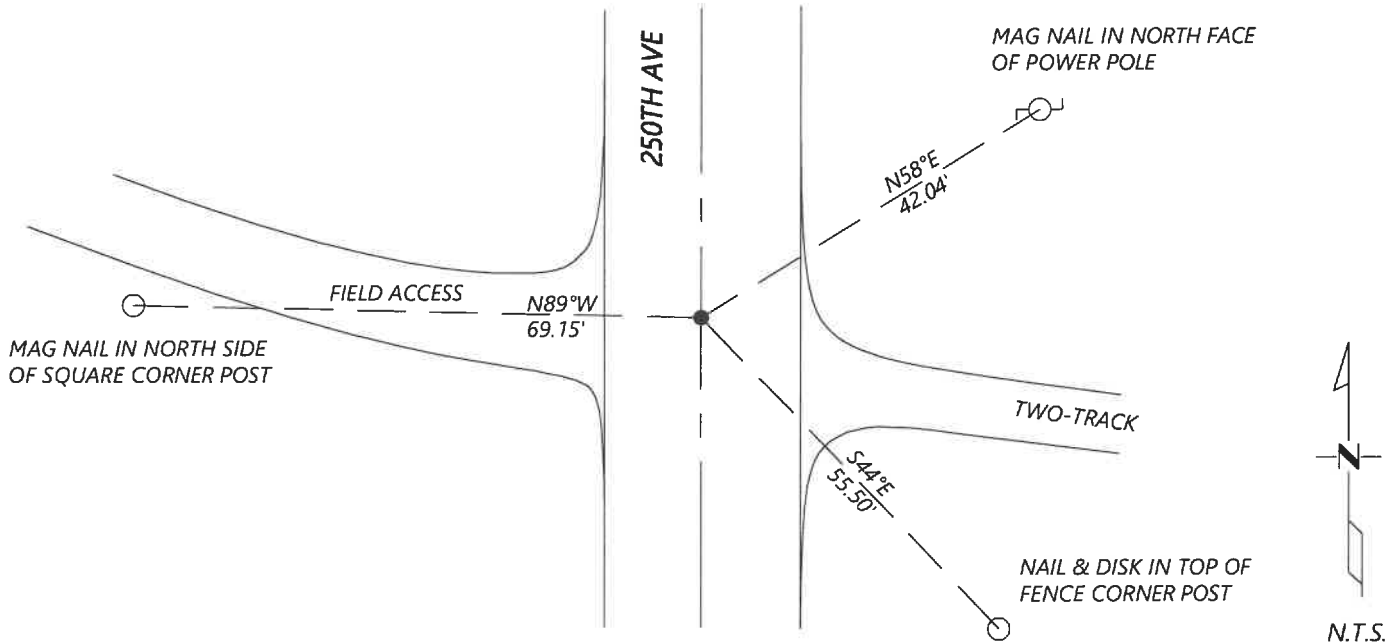 MAG NAIL IN NORTH FACE
OF POWER POLE
250TH AVE
N58°E
42.04'
FIELD ACCESS
N89°W
69.15'
MAG NAIL IN NORTH SIDE
OF SQUARE CORNER POST
TWO-TRACK
S44°E
55.50'
N
NAIL & DISK IN TOP OF
FENCE CORNER POST
N.T.S.